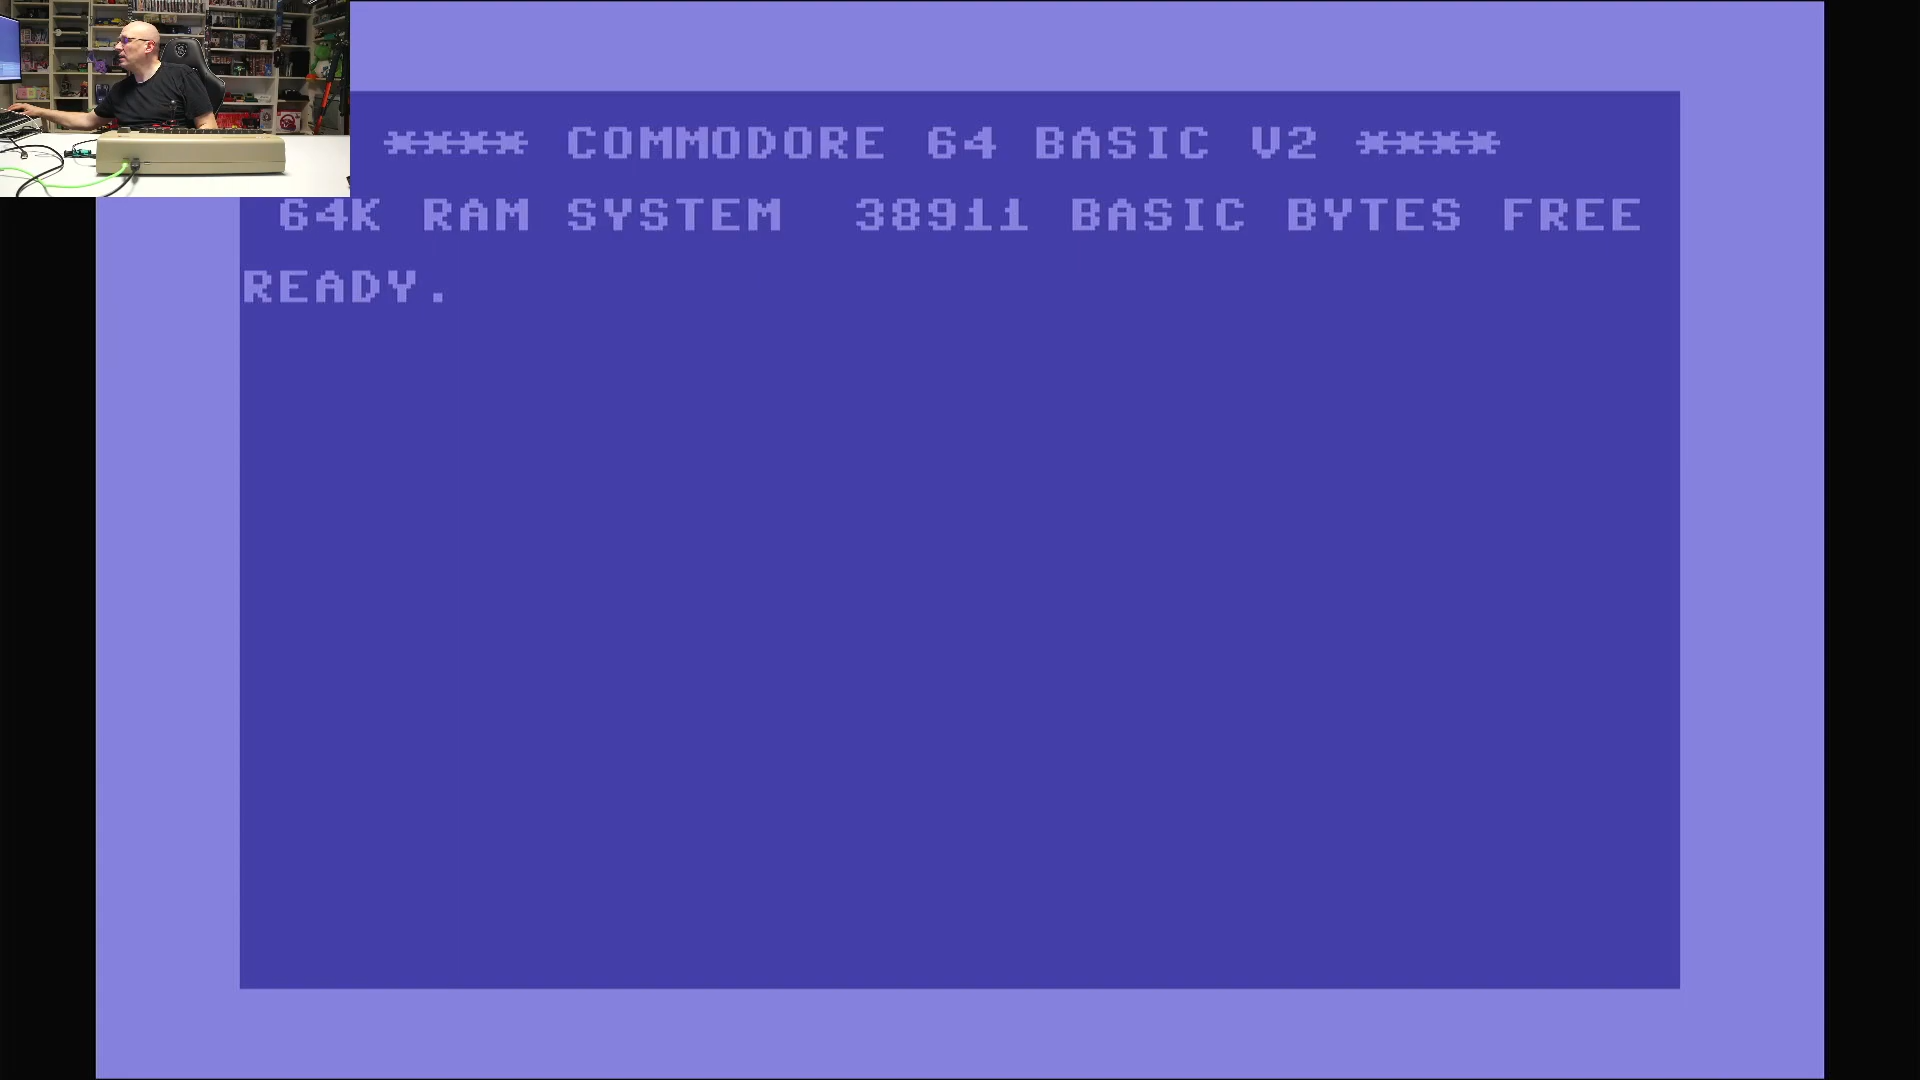 **** COMMODORE 64 BASIC V2 ****
64K RAM SYSTEM  38911 BASIC BYTES FREE
READY.